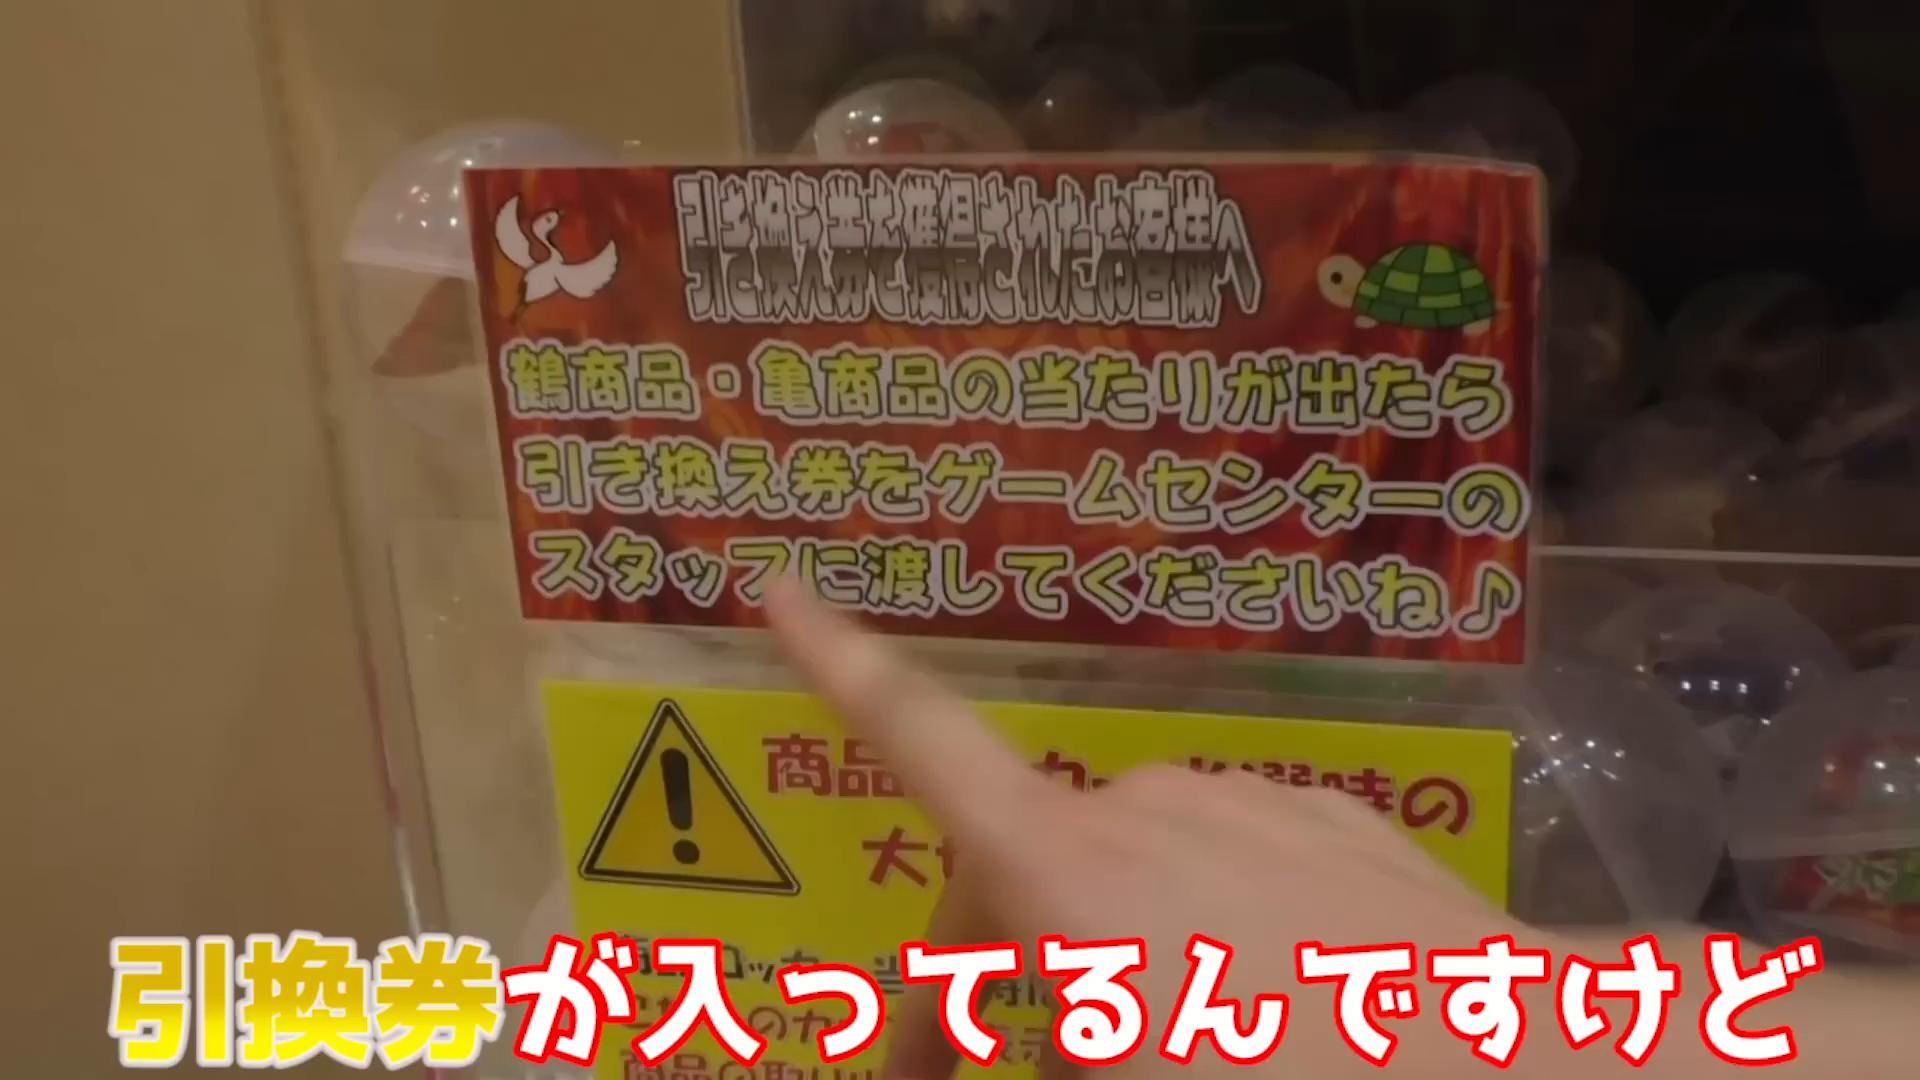 引き換え券を獲得されたお客様へ
鶴商品・亀商品の当たりが出たら
引き換え券をゲームセンターの
スタッフに渡してくださいね♪
商品
時の
大
引換券が入ってるんですけど